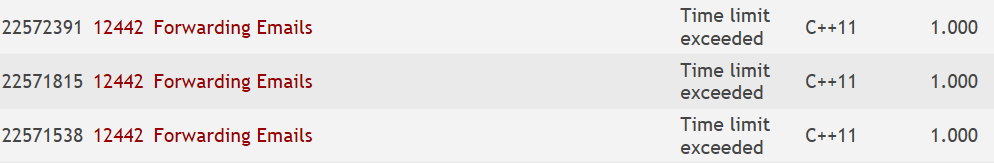 22572391 12442 Forwarding Emails Time limit exceeded C++11 1.000
22571815 12442 Forwarding Emails Time limit exceeded C++11 1.000
22571538 12442 Forwarding Emails Time limit exceeded C++11 1.000